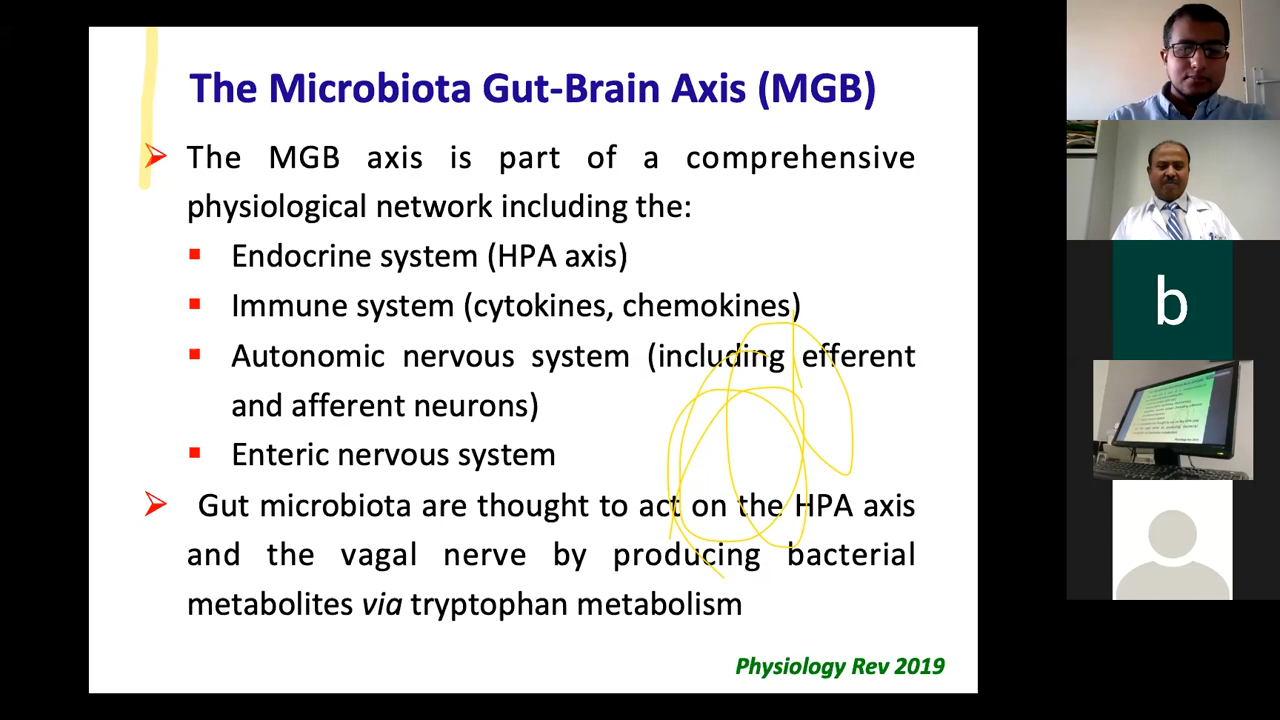 The Microbiota Gut-Brain Axis (MGB)
The MGB axis is part of a comprehensive
physiological network including the:
Endocrine system (HPA axis)
Immune system (cytokines, chemokines)
Autonomic nervous system (including efferent
and afferent neurons)
Enteric nervous system
Gut microbiota are thought to act on the HPA axis
and the vagal nerve by producing bacterial
metabolites via tryptophan metabolism
Physiology Rev 2019
b